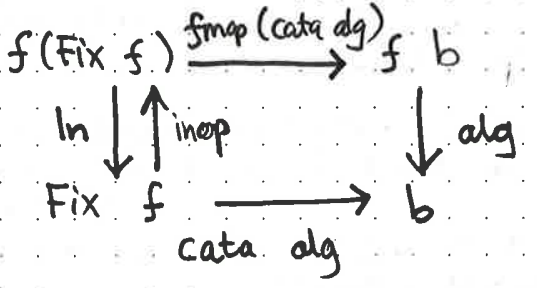 fmap (cata alg)
f (Fix f) f b
In inop alg
Fix f b
cata alg